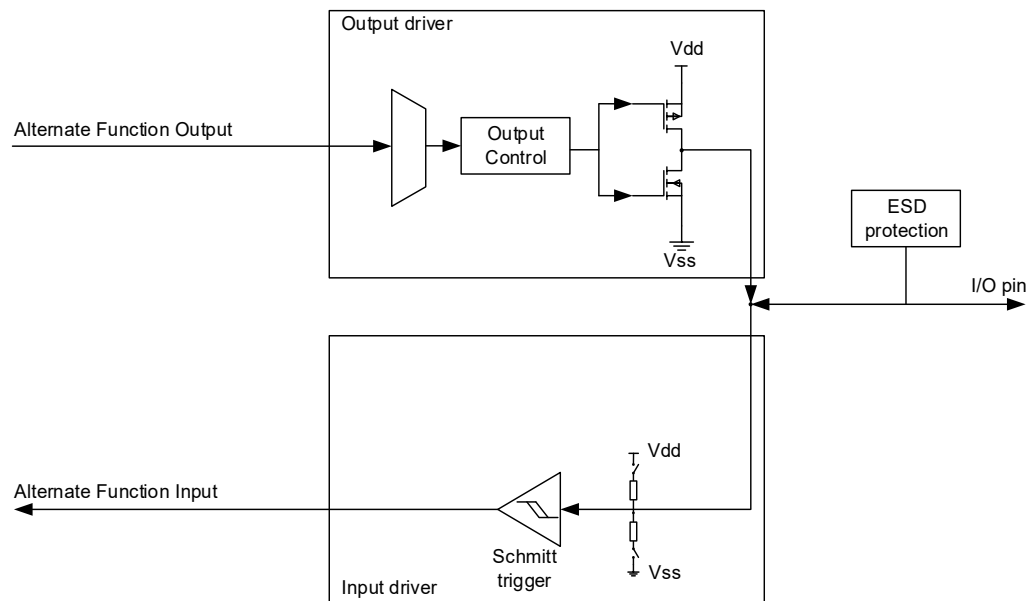 Output driver
Vdd
Alternate Function Output
Output
Control
Vss
ESD
protection
I/O pin
Vdd
Alternate Function Input
Schmitt
trigger
Vss
Input driver